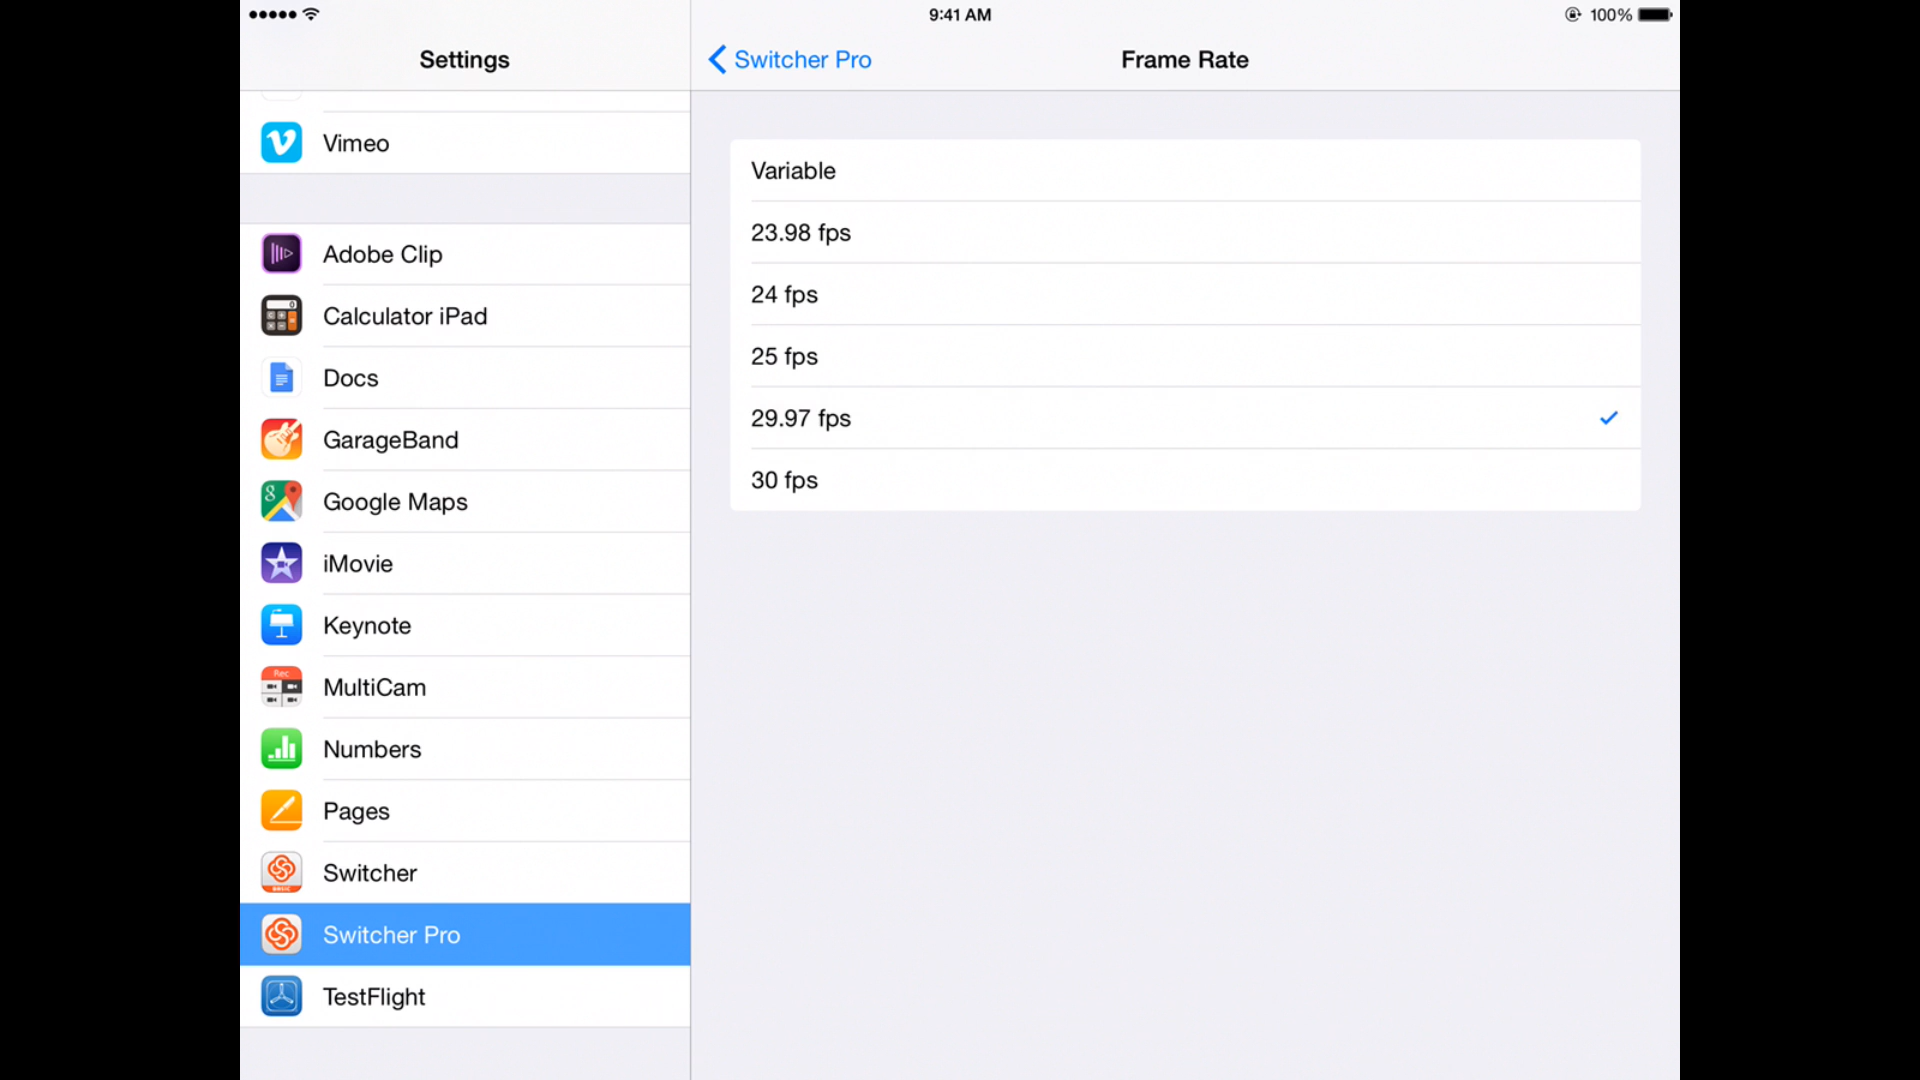 9:41 AM
100%
Settings
Switcher Pro
Frame Rate
Vimeo
Adobe Clip
Calculator iPad
Docs
GarageBand
Google Maps
iMovie
Keynote
Rec
MultiCam
Numbers
Pages
Switcher
BASIC
Switcher Pro
TestFlight
Variable
23.98 fps
24 fps
25 fps
29.97 fps
30 fps